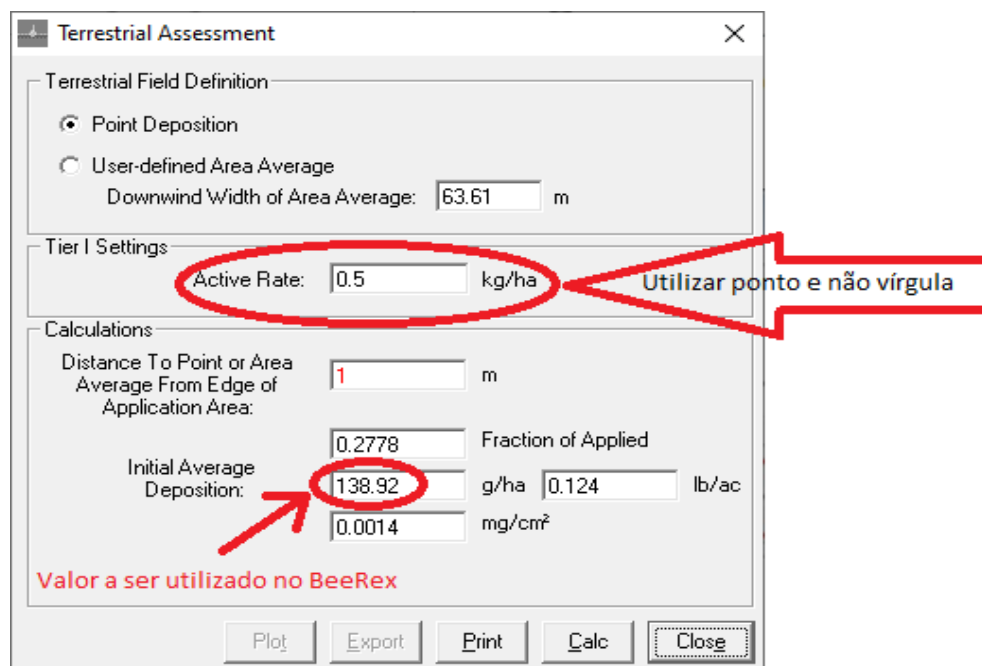 Terrestrial Assessment
Terrestrial Field Definition
Point Deposition
User-defined Area Average
Downwind Width of Area Average: 63.61 m
Tier I Settings
Active Rate: 0.5 kg/ha
Utilizar ponto e não vírgula
Calculations
Distance To Point or Area
Average From Edge of
Application Area:
1 m
0.2778 Fraction of Applied
Initial Average
Deposition:
138.92 g/ha 0.124 lb/ac
0.0014 mg/cm²
Valor a ser utilizado no BeeRex
Plot Export Print Calc Close